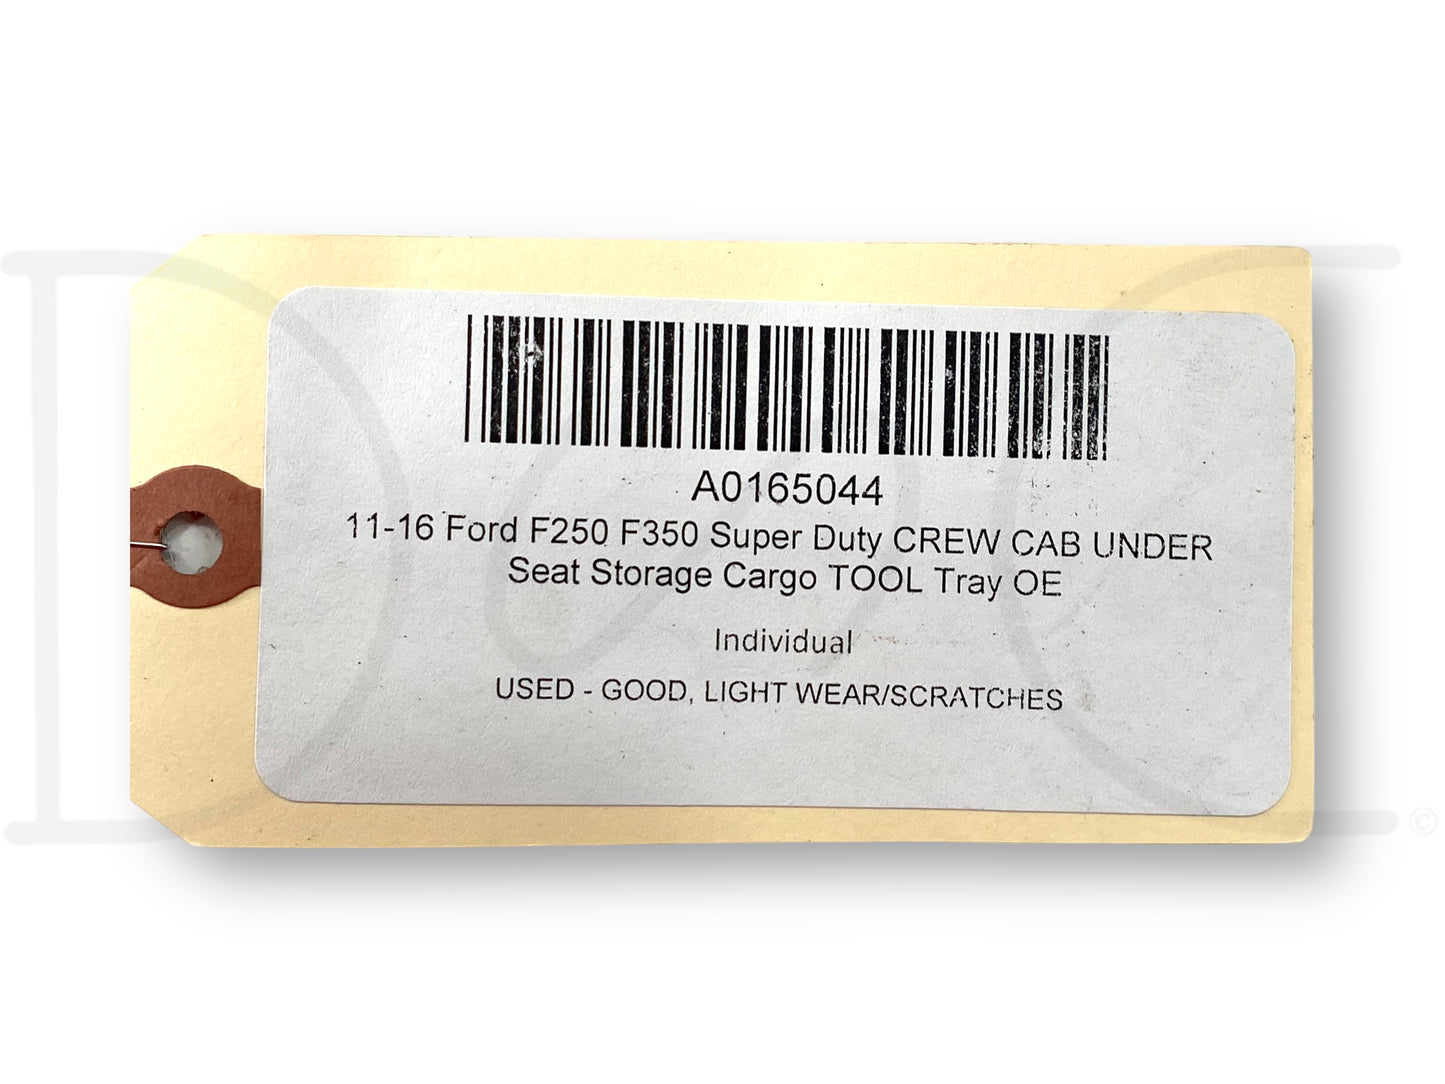 A0165044
11-16 Ford F250 F350 Super Duty CREW CAB UNDER
Seat Storage Cargo TOOL Tray OE
Individual
USED - GOOD, LIGHT WEAR/SCRATCHES
©